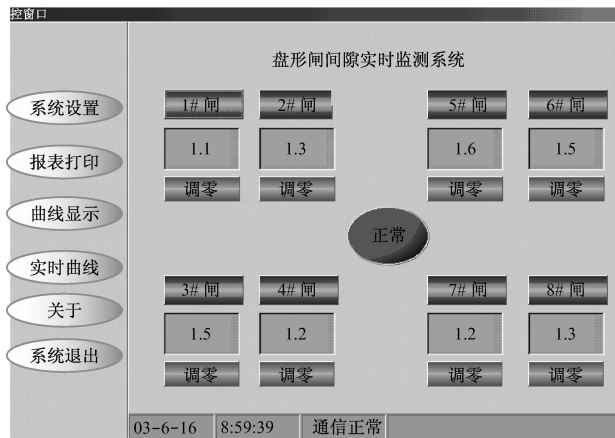 控窗口
盘形闸间隙实时监测系统
系统设置
报表打印
曲线显示
实时曲线
关于
系统退出
1# 闸 2# 闸 5# 闸 6# 闸
1.1 1.3 1.6 1.5
调零 调零 调零 调零
正常
3# 闸 4# 闸 7# 闸 8# 闸
1.5 1.2 1.2 1.3
调零 调零 调零 调零
03-6-16 8:59:39 通信正常